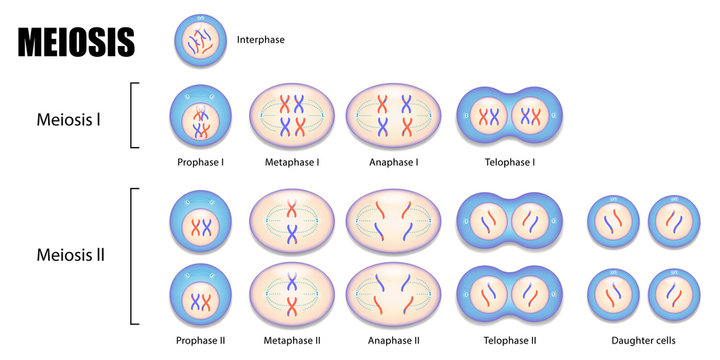 MEIOSIS
Interphase
Meiosis I
Prophase I
Metaphase I
Anaphase I
Telophase I
Meiosis II
Prophase II
Metaphase II
Anaphase II
Telophase II
Daughter cells